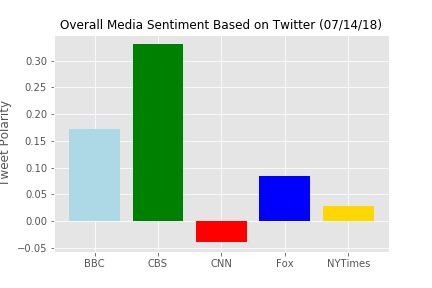 Overall Media Sentiment Based on Twitter (07/14/18)
Tweet Polarity
0.30
0.25
0.20
0.15
0.10
0.05
0.00
−0.05
BBC CBS CNN Fox NYTimes